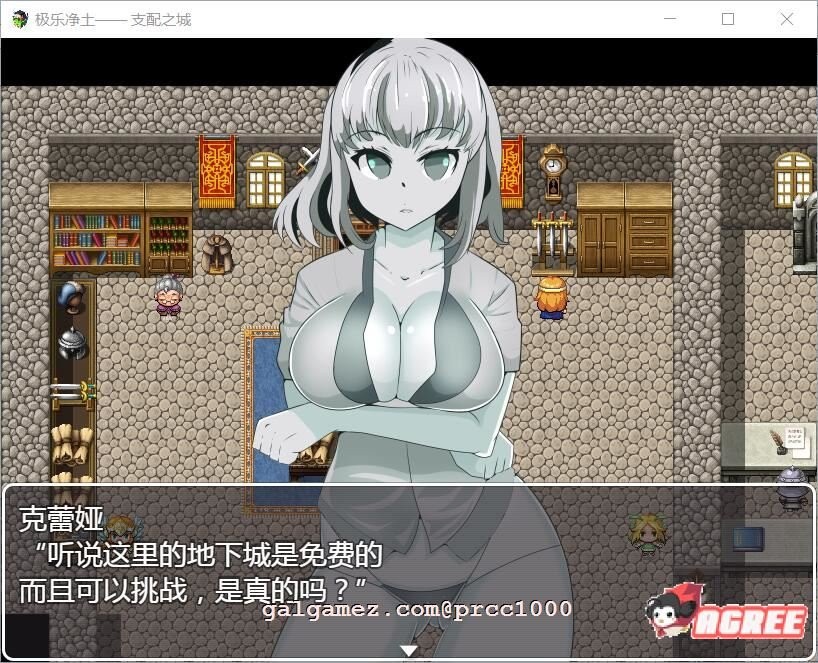 极乐净土—— 支配之城
克蕾娅
“听说这里的地下城是免费的
而且可以挑战，是真的吗？”
galgamez.com@prcc1000
AGREE